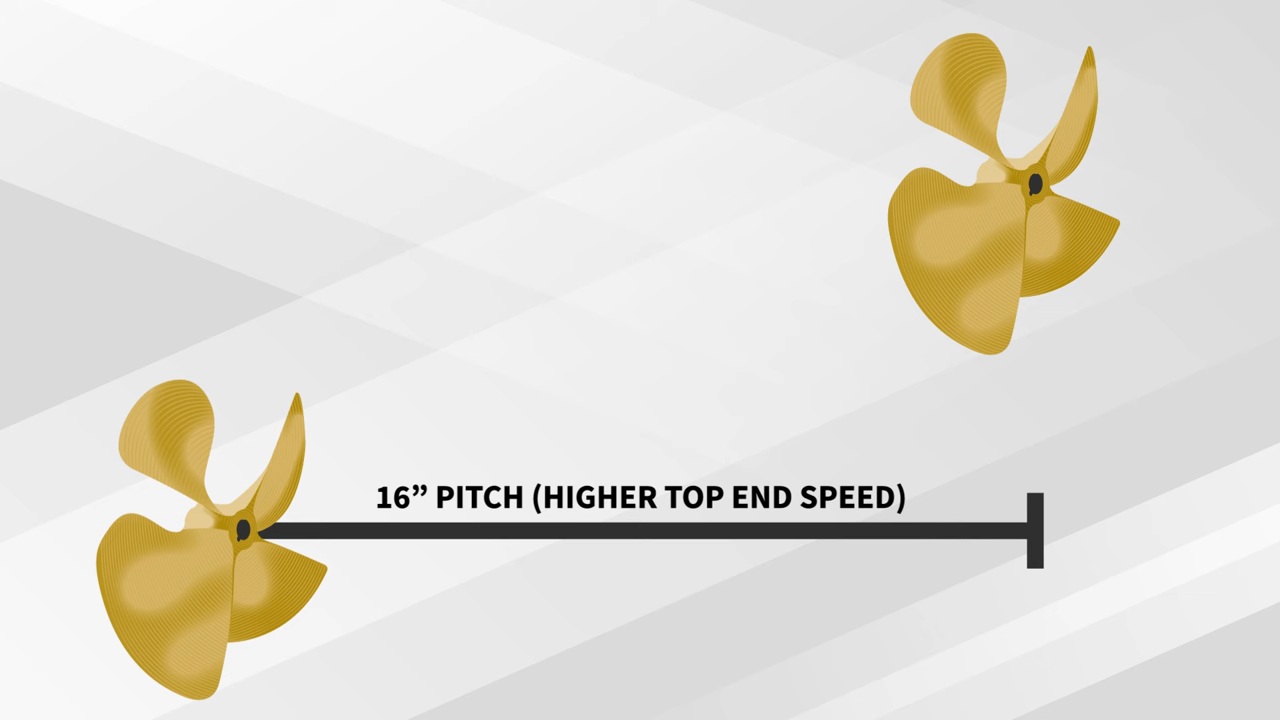 16” PITCH (HIGHER TOP END SPEED)